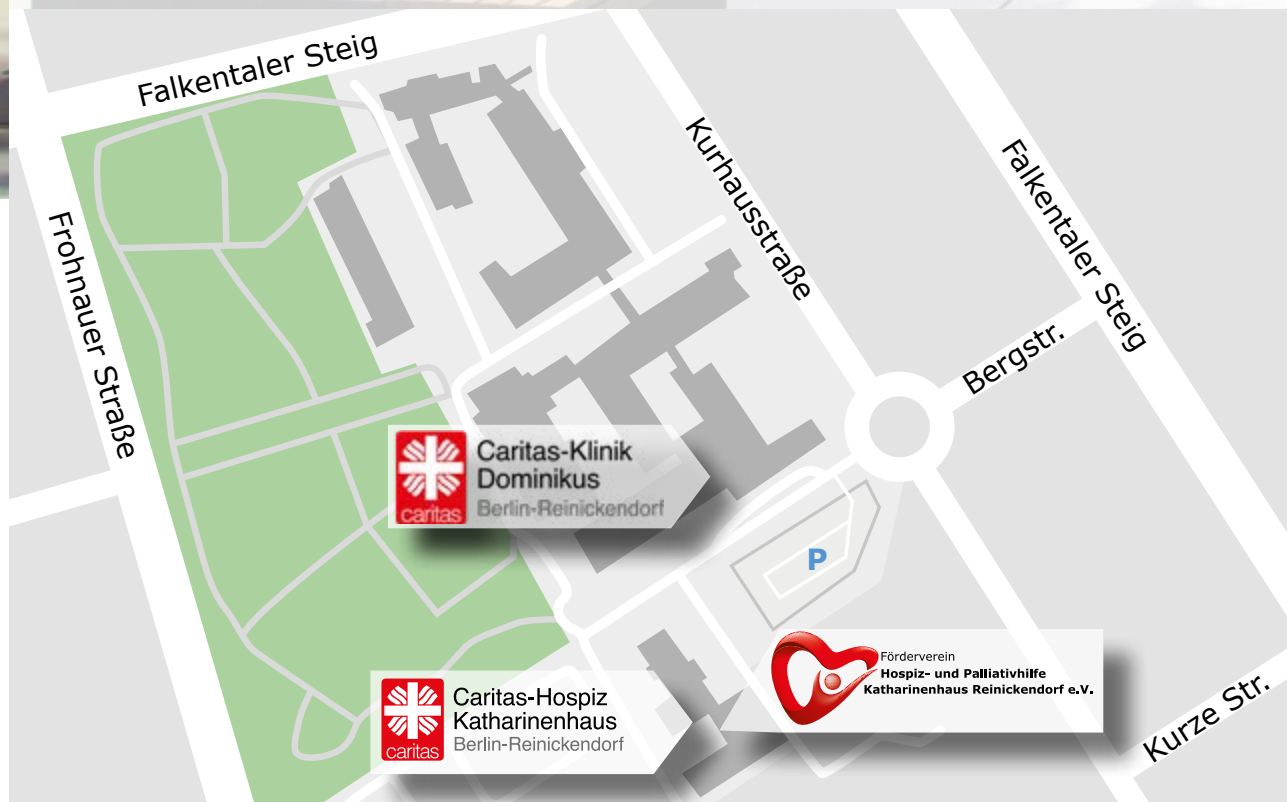 Falkentaler Steig
Kurhausstraße
Falkentaler Steig
Frohnauer Straße
Bergstr.
caritas
Caritas-Klinik
Dominikus
Berlin-Reinickendorf
P
Förderverein
Hospiz- und Palliativhilfe
Katharinenhaus Reinickendorf e.V.
caritas
Caritas-Hospiz
Katharinenhaus
Berlin-Reinickendorf
Kurze Str.